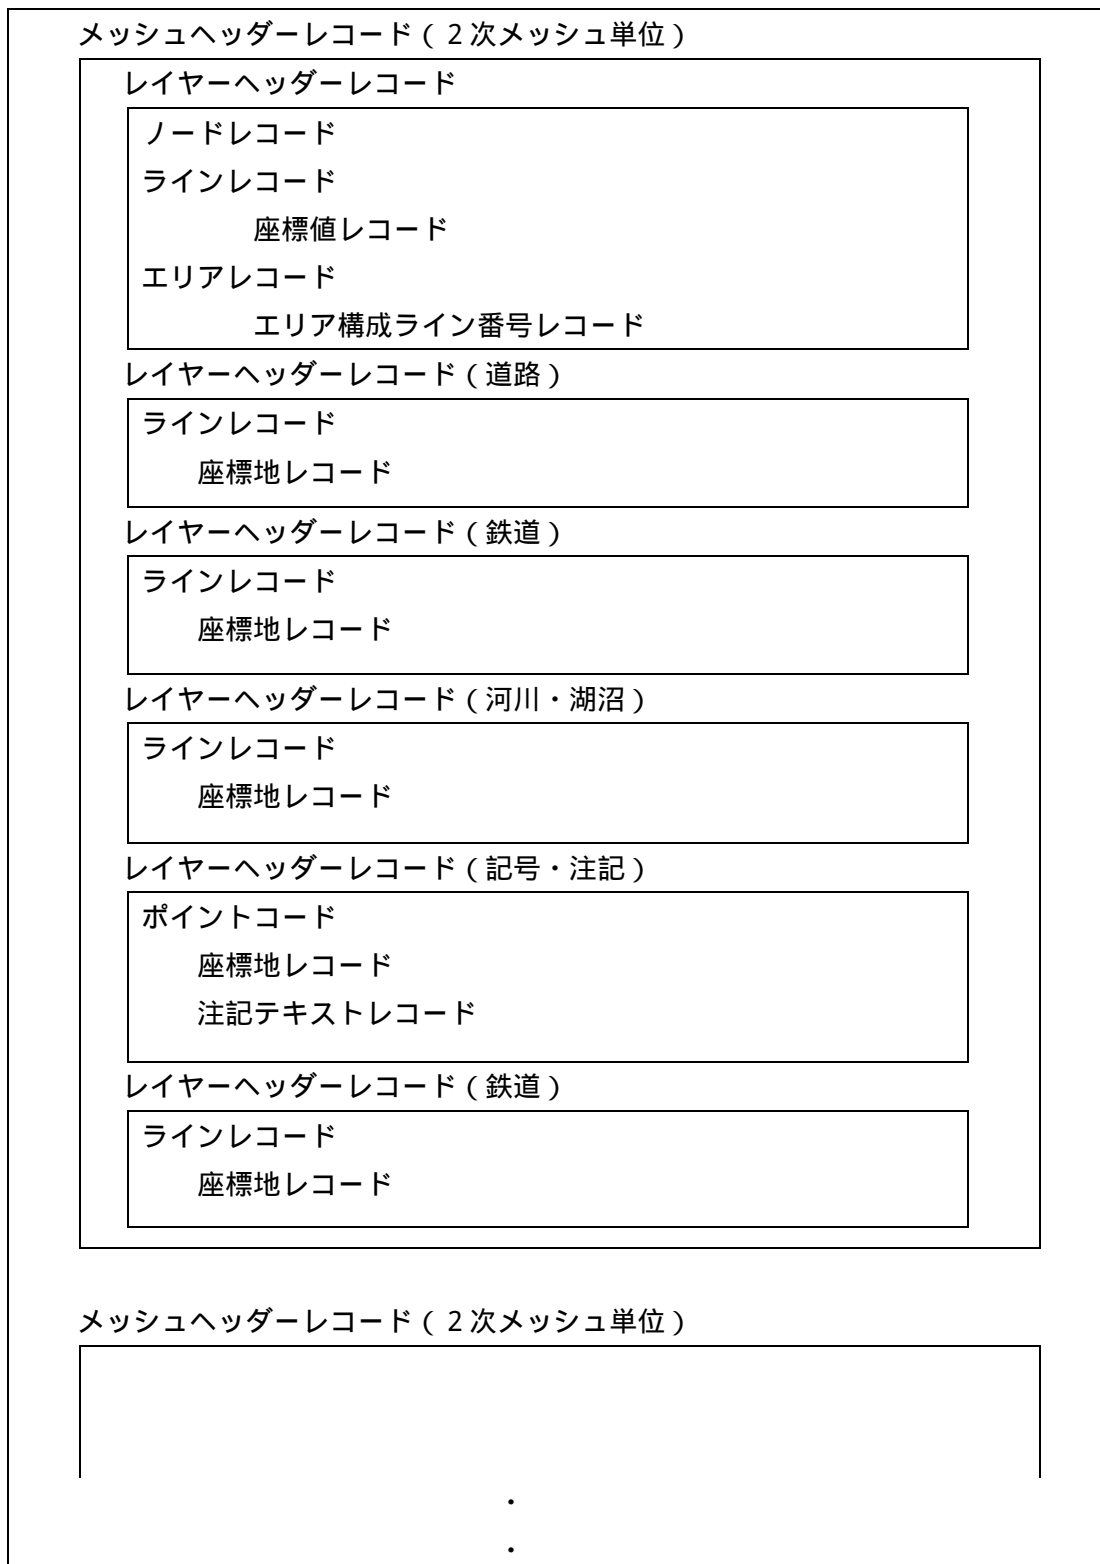 メッシュヘッダーレコード(2次メッシュ単位)
レイヤーヘッダーレコード
ノードレコード
ラインレコード
座標値レコード
エリアレコード
エリア構成ライン番号レコード
レイヤーヘッダーレコード(道路)
ラインレコード
座標地レコード
レイヤーヘッダーレコード(鉄道)
ラインレコード
座標地レコード
レイヤーヘッダーレコード(河川・湖沼)
ラインレコード
座標地レコード
レイヤーヘッダーレコード(記号・注記)
ポイントコード
座標地レコード
注記テキストレコード
レイヤーヘッダーレコード(鉄道)
ラインレコード
座標地レコード
メッシュヘッダーレコード(2次メッシュ単位)
・
・